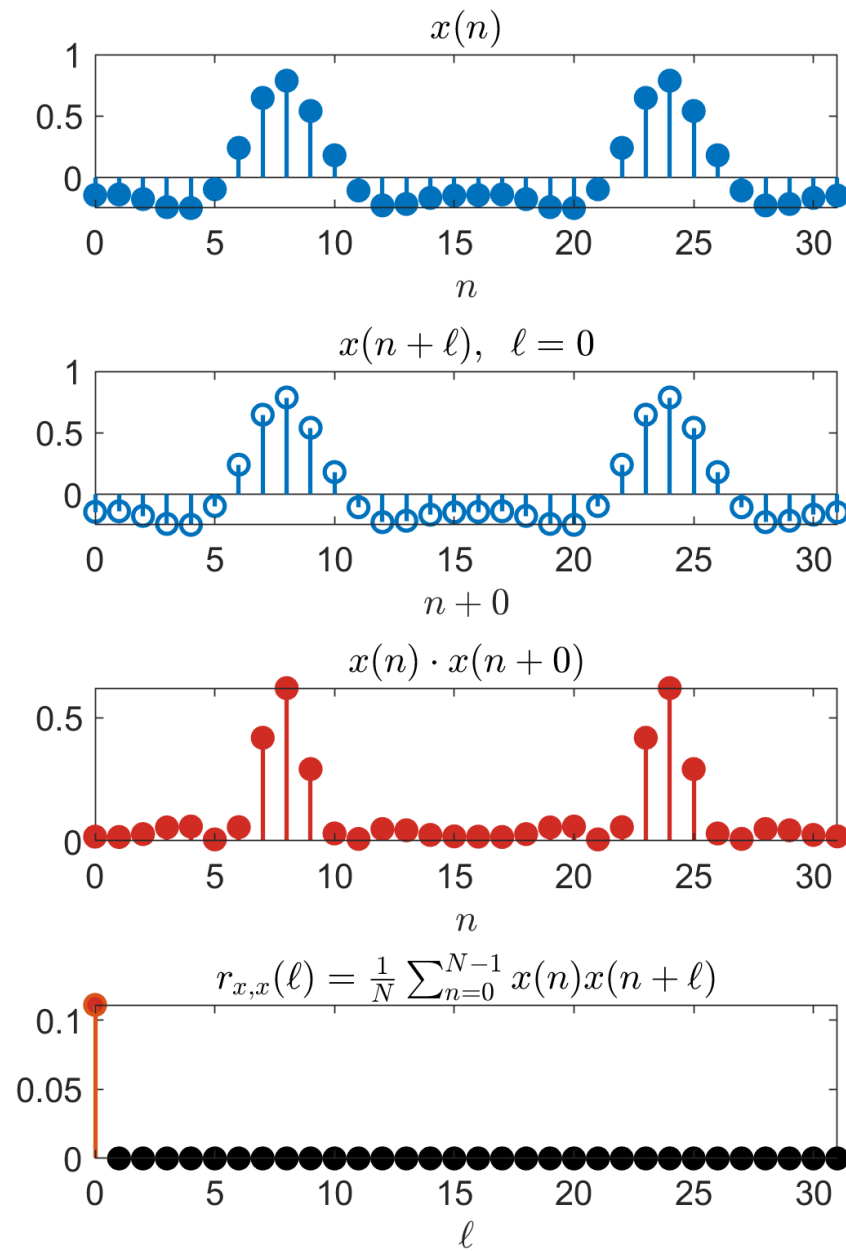 x(n)
1
0.5
0
0 5 10 15 20 25 30
n
x(n + ℓ), ℓ = 0
1
0.5
0
0 5 10 15 20 25 30
n + 0
x(n) · x(n + 0)
0.5
0
0 5 10 15 20 25 30
n
r_{x,x}(ℓ) = \frac{1}{N} \sum_{n=0}^{N-1} x(n)x(n + ℓ)
0.1
0.05
0
0 5 10 15 20 25 30
ℓ